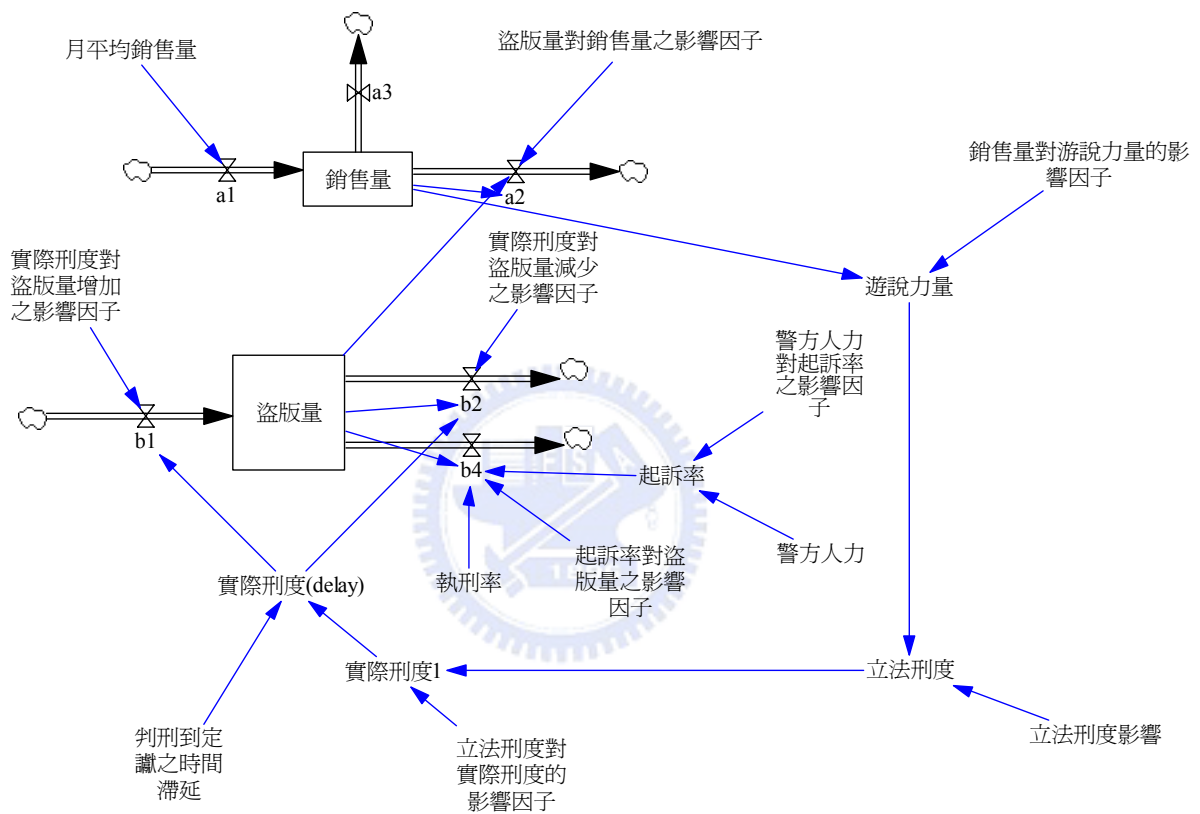 月平均銷售量
盜版量對銷售量之影響因子
a3
銷售量
a1
a2
銷售量對游說力量的影
響因子
實際刑度對
盜版量增加
之影響因子
實際刑度對
盜版量減少
之影響因子
遊說力量
警方人力
對起訴率
之影響因
子
盜版量
b1
b2
b4
起訴率
實際刑度(delay)
執刑率
起訴率對盜
版量之影響
因子
警方人力
實際刑度1
立法刑度
判刑到定
讞之時間
滯延
立法刑度對
實際刑度的
影響因子
立法刑度影響